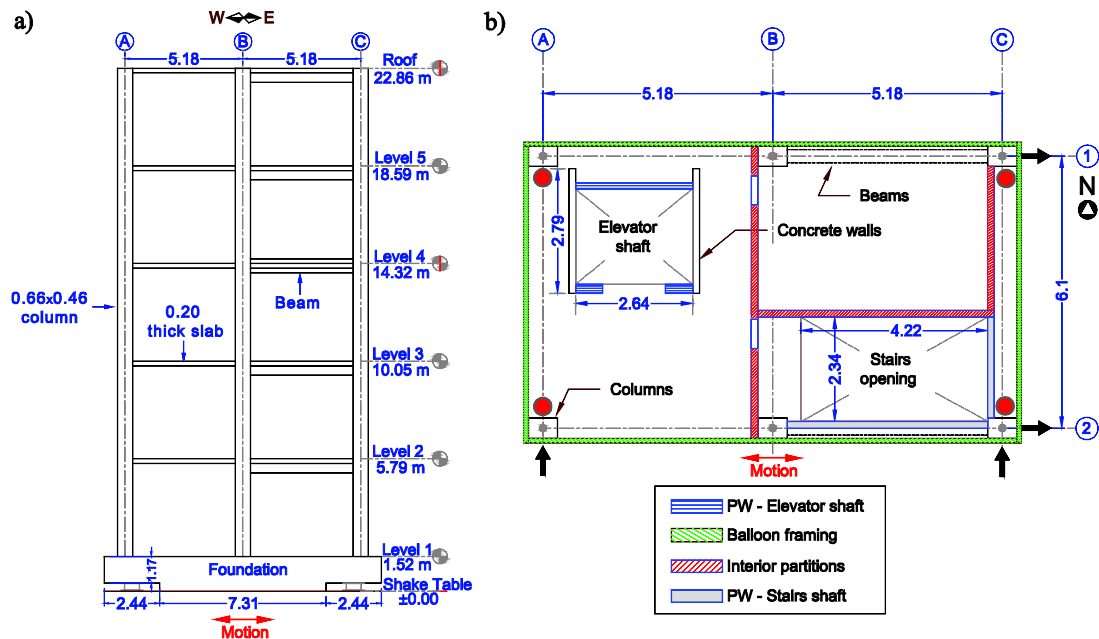 a)
W E
A B C
5.18 5.18
Roof
22.86 m
Level 5
18.59 m
Level 4
14.32 m
0.66x0.46
column
Beam
0.20
thick slab
Level 3
10.05 m
Level 2
5.79 m
Level 1
1.52 m
1.17
Foundation
Shake Table
±0.00
2.44 7.31 2.44
Motion
b)
A B C
5.18 5.18
1
N
Beams
Elevator
shaft
2.79
Concrete walls
2.64
6.1
4.22
2.34
Stairs
opening
Columns
2
Motion
PW - Elevator shaft
Balloon framing
Interior partitions
PW - Stairs shaft